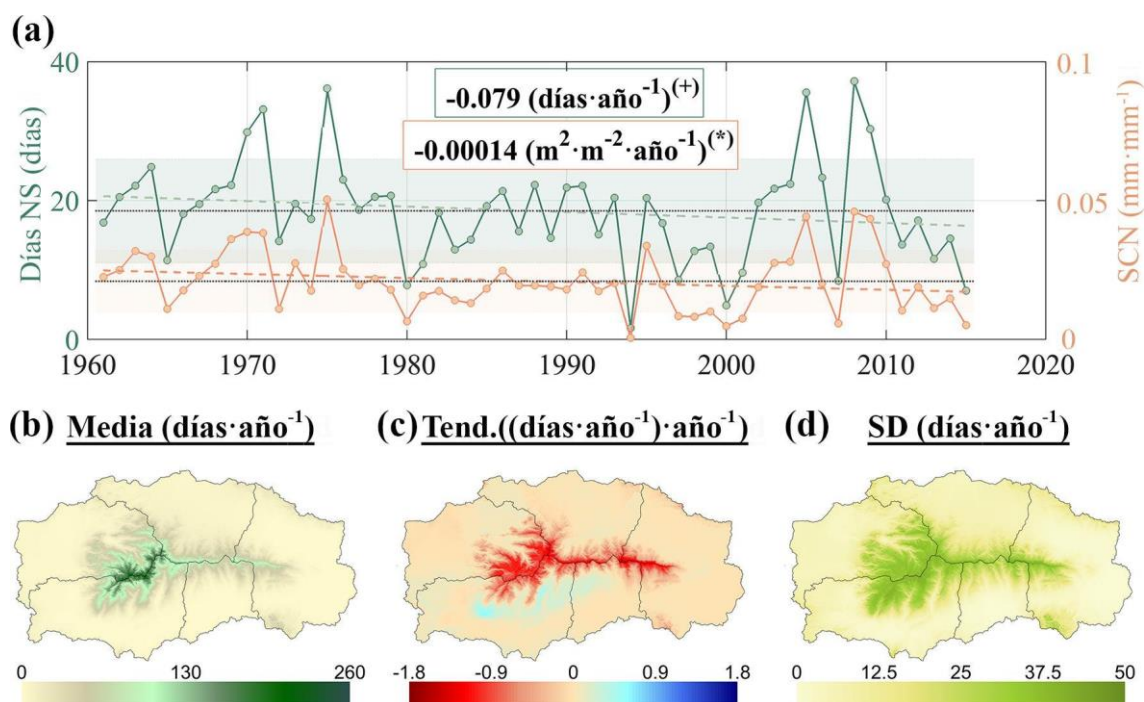 (a)
40
20
0
Días NS (días)
-0.079 (días·año⁻¹)⁽⁺⁾
-0.00014 (m²·m⁻²·año⁻¹)⁽*⁾
0.1
0.05
0
SCN (mm·mm⁻¹)
1960 1970 1980 1990 2000 2010 2020
(b) Media (días·año⁻¹) (c) Tend.((días·año⁻¹)·año⁻¹) (d) SD (días·año⁻¹)
0 130 260 -1.8 -0.9 0 0.9 1.8 0 12.5 25 37.5 50